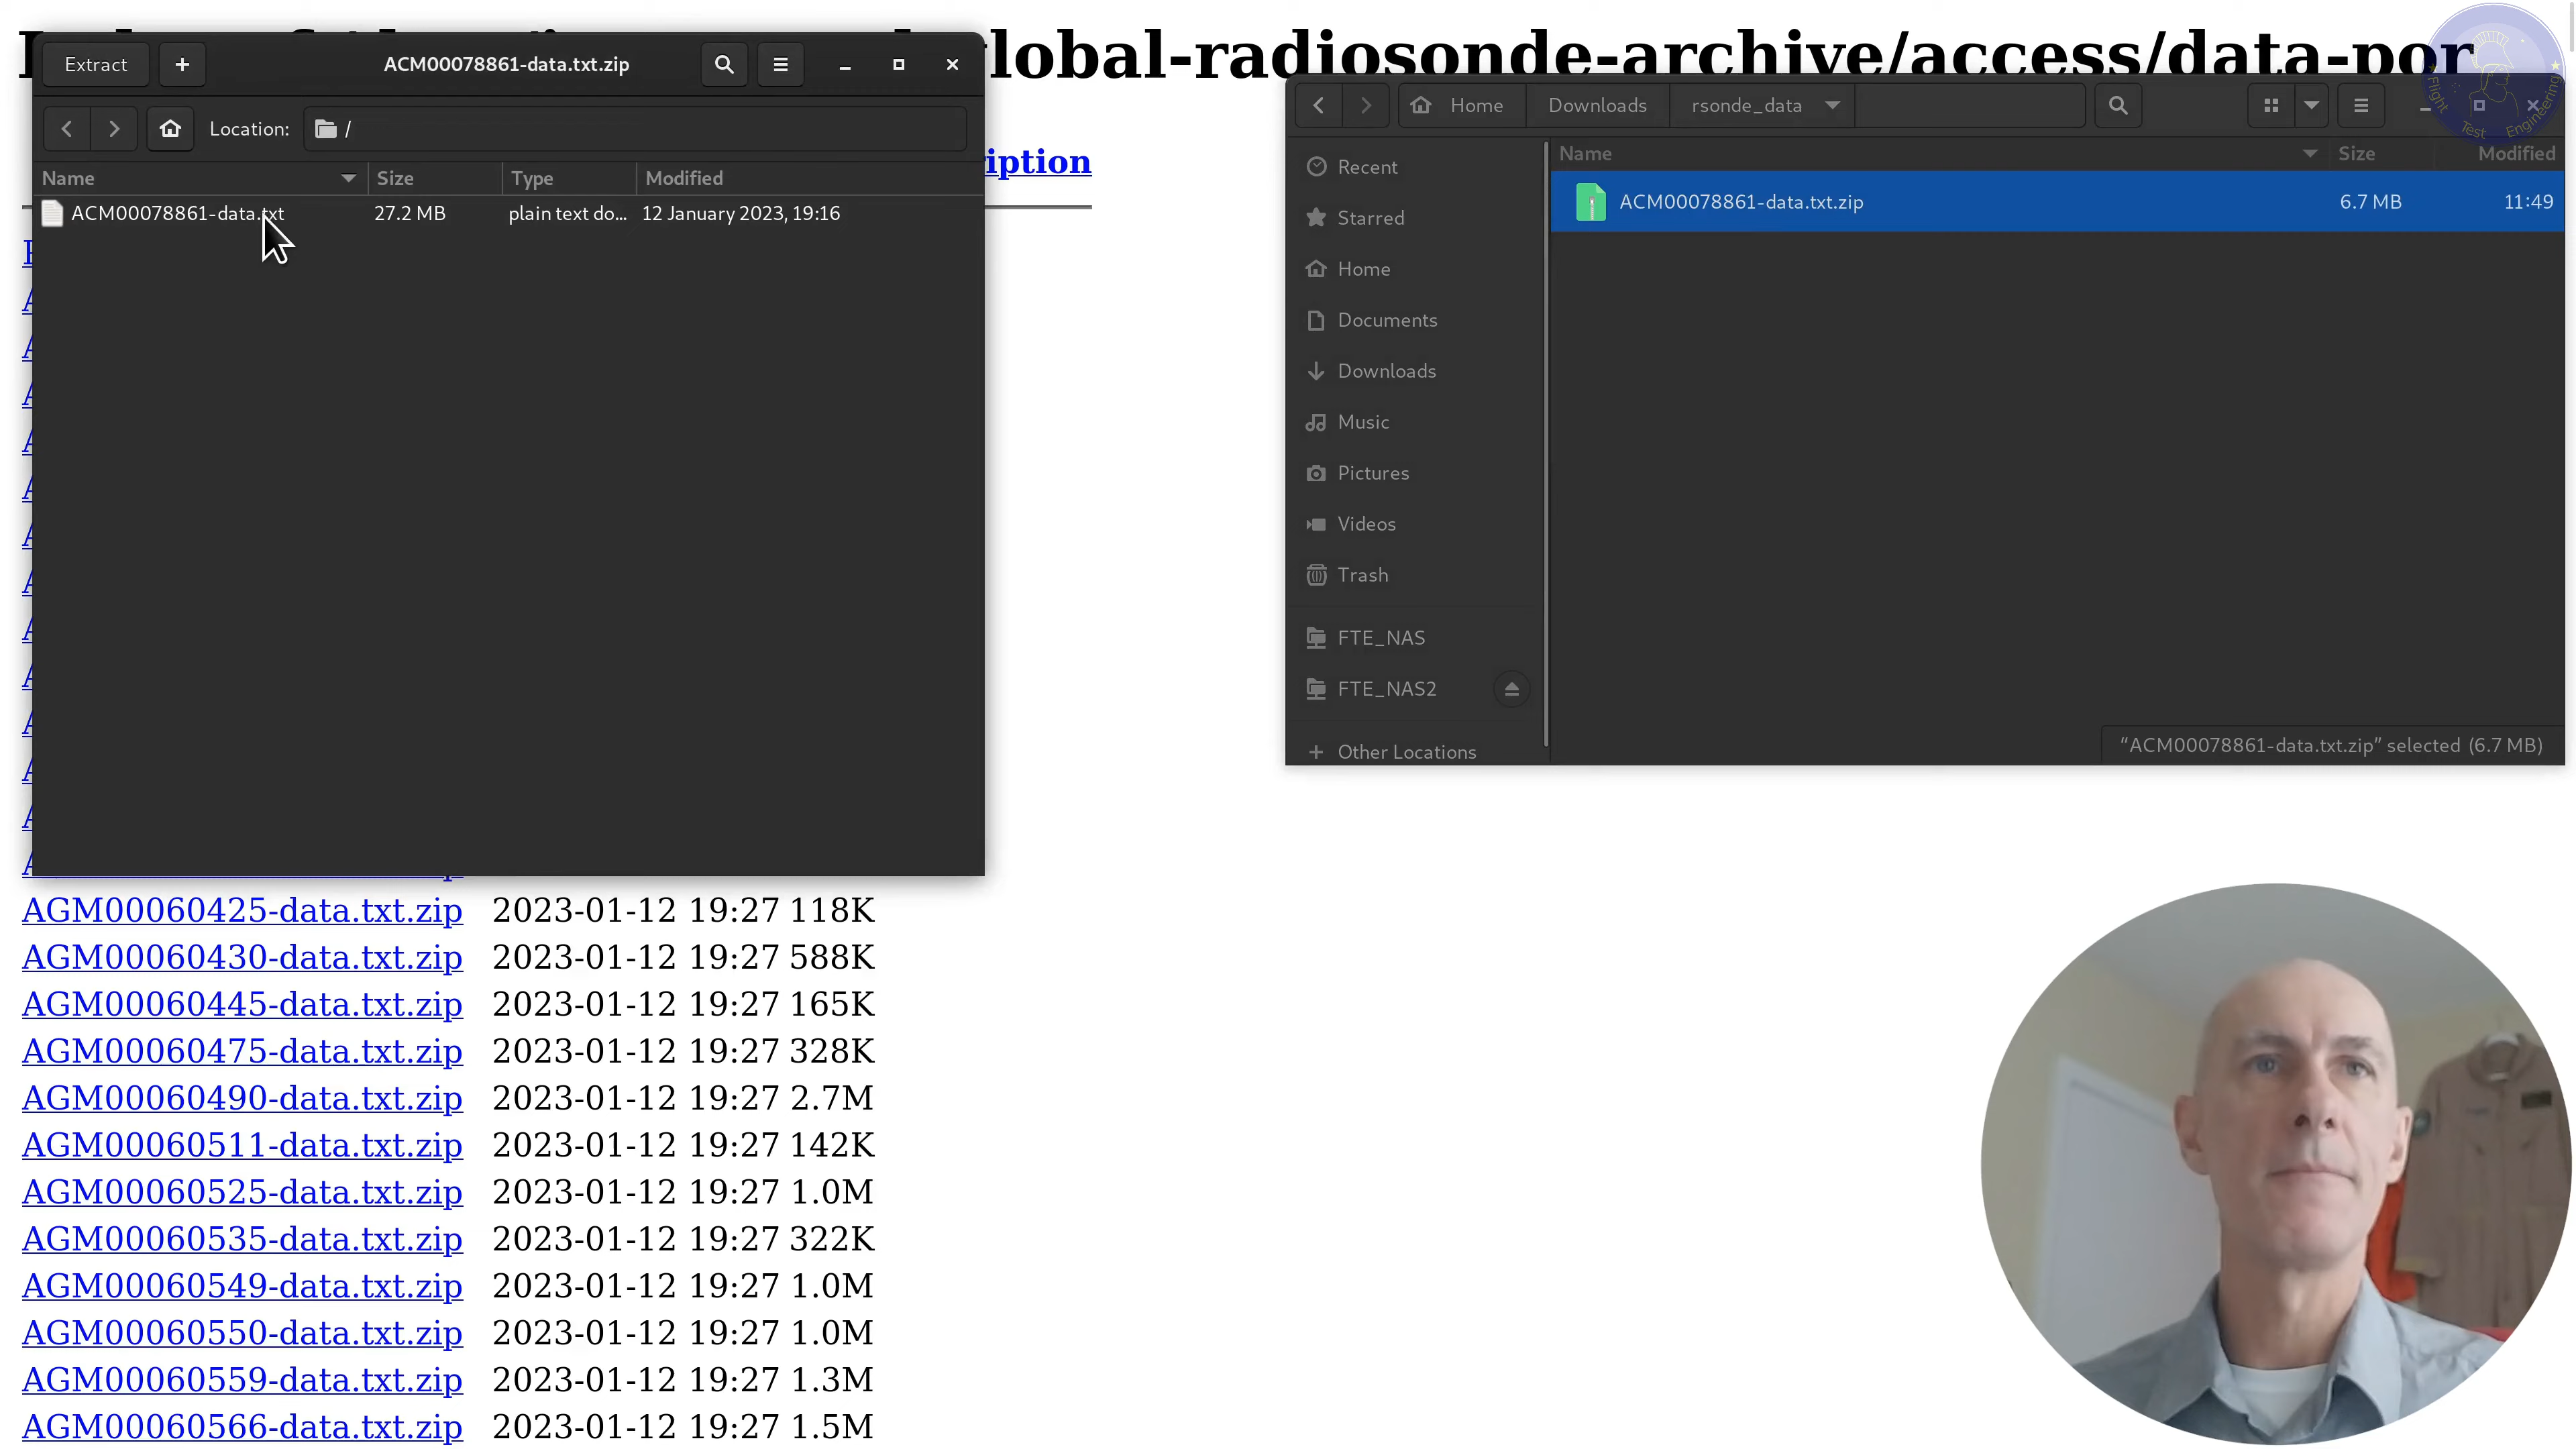 lobal-radiosonde-archive/access/data-por
Extract
ACM00078861-data.txt.zip
Location: /
Name Size Type Modified
ACM00078861-data.txt 27.2 MB plain text do... 12 January 2023, 19:16
iption
Home Downloads rsonde_data
Name Size Modified
ACM00078861-data.txt.zip 6.7 MB 11:49
Recent
Starred
Home
Documents
Downloads
Music
Pictures
Videos
Trash
FTE_NAS
FTE_NAS2
Other Locations
“ACM00078861-data.txt.zip” selected (6.7 MB)
Flight Test Engineering
AGM00060425-data.txt.zip 2023-01-12 19:27 118K
AGM00060430-data.txt.zip 2023-01-12 19:27 588K
AGM00060445-data.txt.zip 2023-01-12 19:27 165K
AGM00060475-data.txt.zip 2023-01-12 19:27 328K
AGM00060490-data.txt.zip 2023-01-12 19:27 2.7M
AGM00060511-data.txt.zip 2023-01-12 19:27 142K
AGM00060525-data.txt.zip 2023-01-12 19:27 1.0M
AGM00060535-data.txt.zip 2023-01-12 19:27 322K
AGM00060549-data.txt.zip 2023-01-12 19:27 1.0M
AGM00060550-data.txt.zip 2023-01-12 19:27 1.0M
AGM00060559-data.txt.zip 2023-01-12 19:27 1.3M
AGM00060566-data.txt.zip 2023-01-12 19:27 1.5M